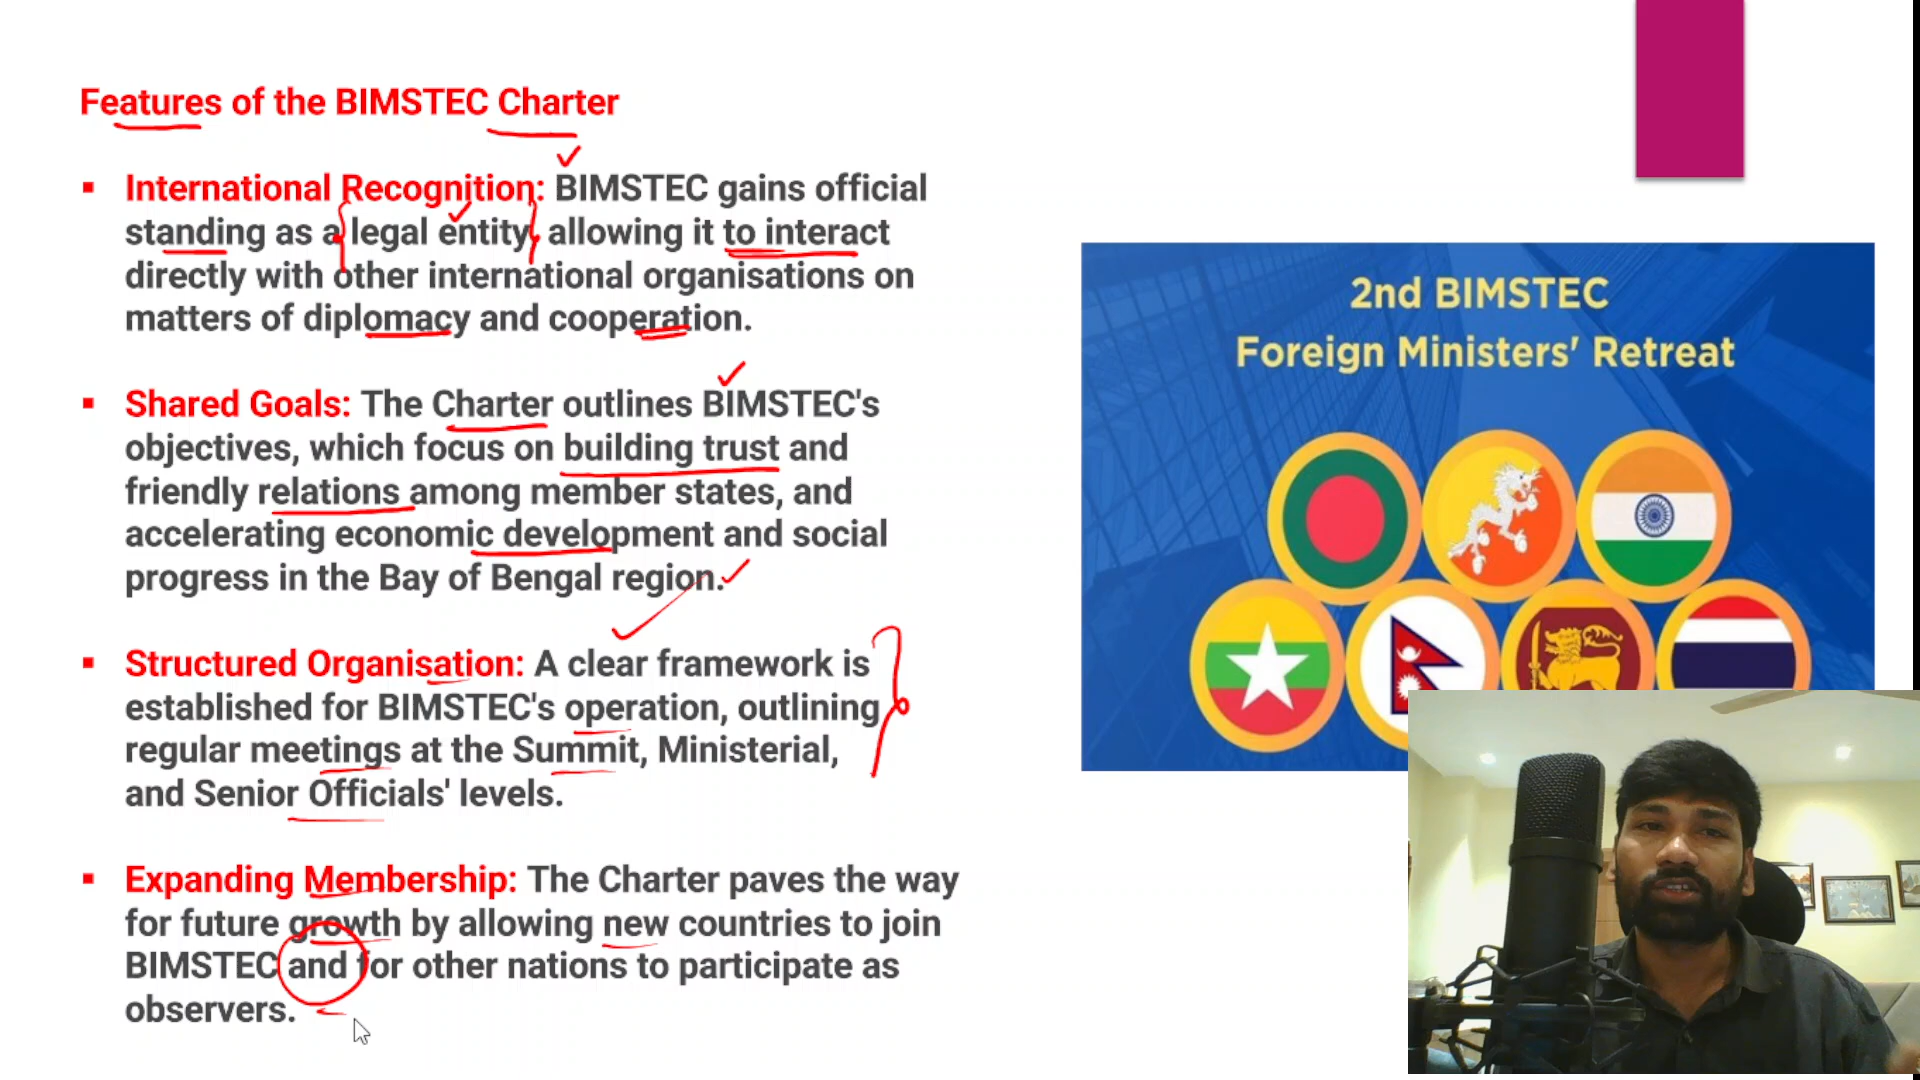 Features of the BIMSTEC Charter
▪ International Recognition: BIMSTEC gains official
standing as a legal entity, allowing it to interact
directly with other international organisations on
matters of diplomacy and cooperation.
▪ Shared Goals: The Charter outlines BIMSTEC's
objectives, which focus on building trust and
friendly relations among member states, and
accelerating economic development and social
progress in the Bay of Bengal region.
▪ Structured Organisation: A clear framework is
established for BIMSTEC's operation, outlining
regular meetings at the Summit, Ministerial,
and Senior Officials' levels.
▪ Expanding Membership: The Charter paves the way
for future growth by allowing new countries to join
BIMSTEC and for other nations to participate as
observers.
2nd BIMSTEC
Foreign Ministers' Retreat